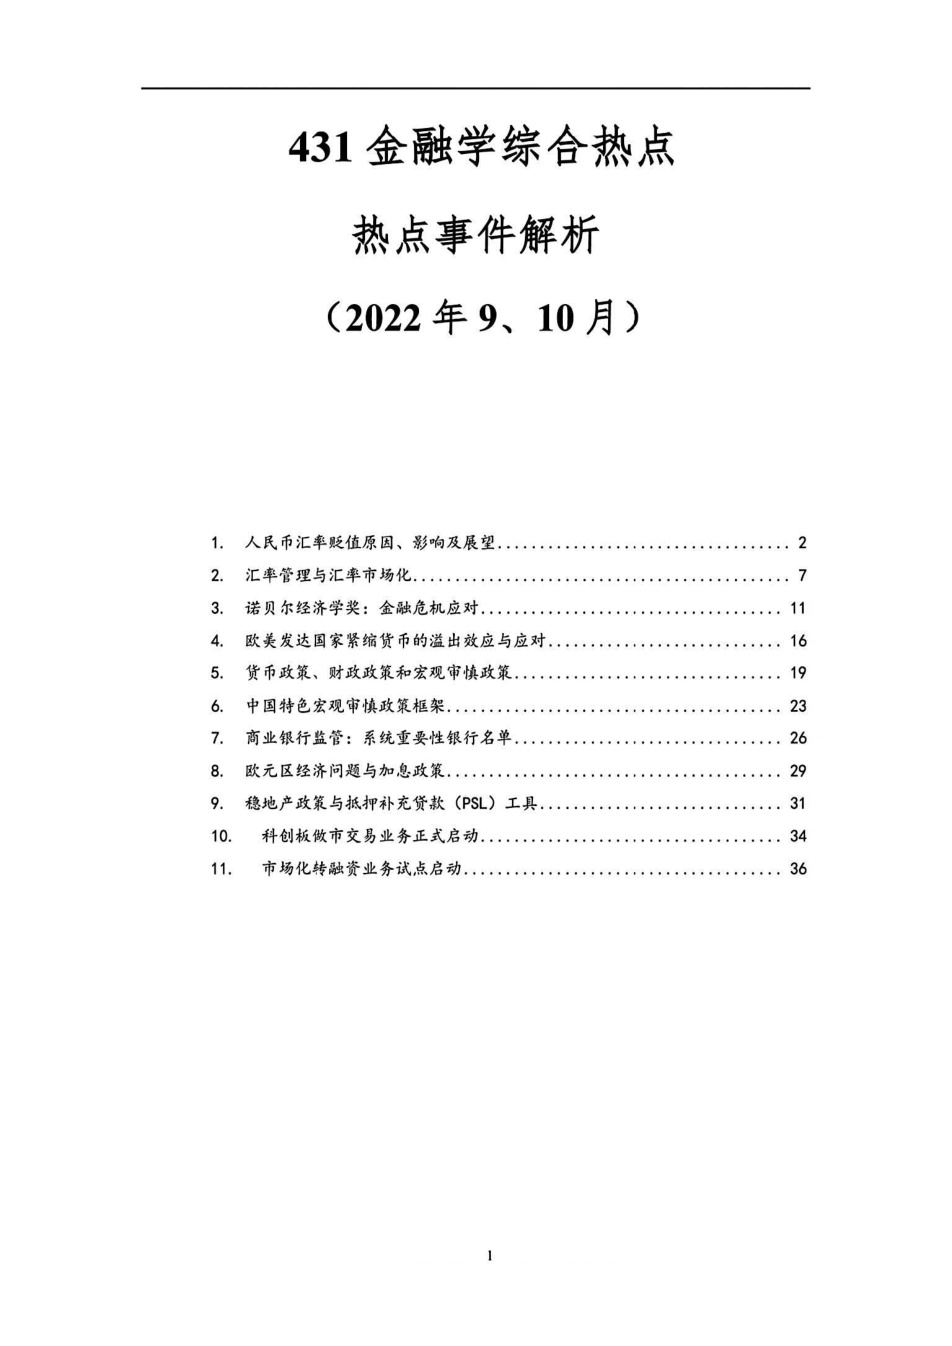 431 金融学综合热点
热点事件解析
（2022 年 9、10 月）
1. 人民币汇率贬值原因、影响及展望................................... 2
2. 汇率管理与汇率市场化............................................. 7
3. 诺贝尔经济学奖：金融危机应对.................................... 11
4. 欧美发达国家紧缩货币的溢出效应与应对............................ 16
5. 货币政策、财政政策和宏观审慎政策................................ 19
6. 中国特色宏观审慎政策框架........................................ 23
7. 商业银行监管：系统重要性银行名单................................ 26
8. 欧元区经济问题与加息政策........................................ 29
9. 稳地产政策与抵押补充贷款（PSL）工具............................. 31
10. 科创板做市交易业务正式启动.................................... 34
11. 市场化转融资业务试点启动...................................... 36
1